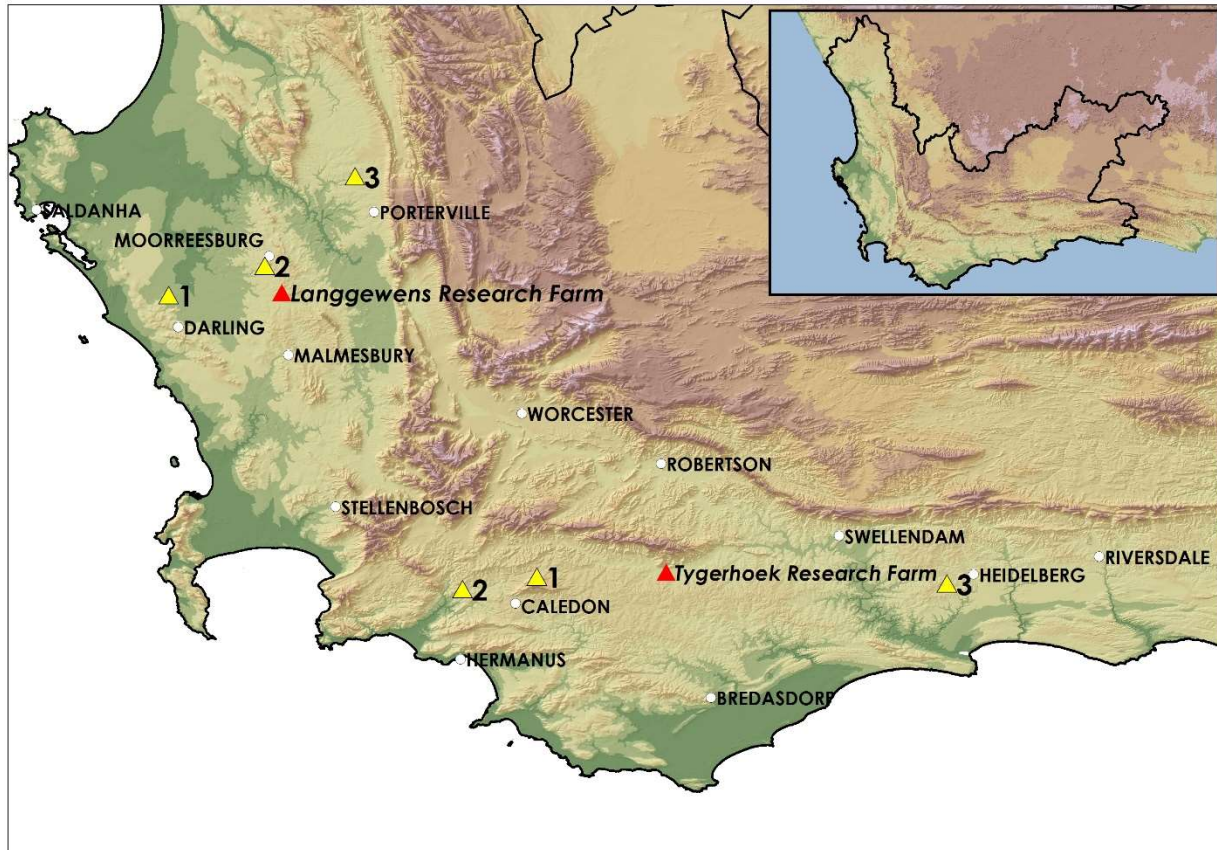 3
SALDANHA
PORTERVILLE
MOORREESBURG
2
1
Langgewens Research Farm
DARLING
MALMESBURY
WORCESTER
ROBERTSON
STELLENBOSCH
SWELLENDAM
RIVERSDALE
Tygerhoek Research Farm
3
HEIDELBERG
1
2
CALEDON
HERMANUS
BREDASDORP